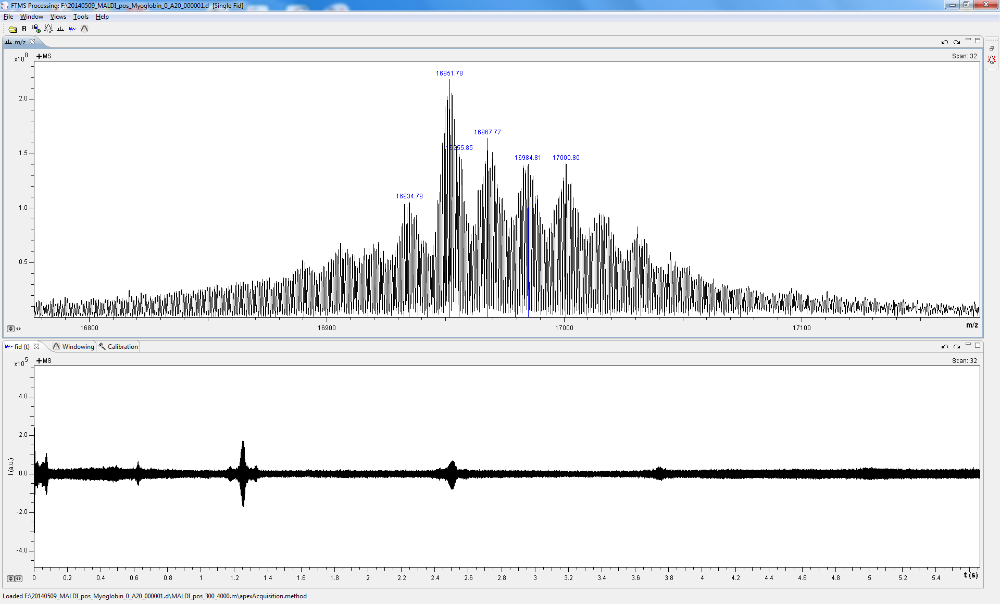 FTMS Processing: F:\20140509_MALDI_pos_Myoglobin_0_A20_000001.d [Single Fid]
File Window Views Tools Help
R
m/z
x10^8 +MS Scan: 32
16951.78
2.0
16967.77
55.85
1.5
16984.81 17000.80
16934.79
1.0
0.5
16800 16900 17000 17100 m/z
fid (t) Windowing Calibration
x10^5 +MS Scan: 32
4.0
2.0
I (a.u.)
0.0
-2.0
-4.0
0 0.2 0.4 0.6 0.8 1 1.2 1.4 1.6 1.8 2 2.2 2.4 2.6 2.8 3 3.2 3.4 3.6 3.8 4 4.2 4.4 4.6 4.8 5 5.2 5.4 t (s)
Loaded F:\20140509_MALDI_pos_Myoglobin_0_A20_000001.d\MALDI_pos_300_4000.m\apexAcquisition.method